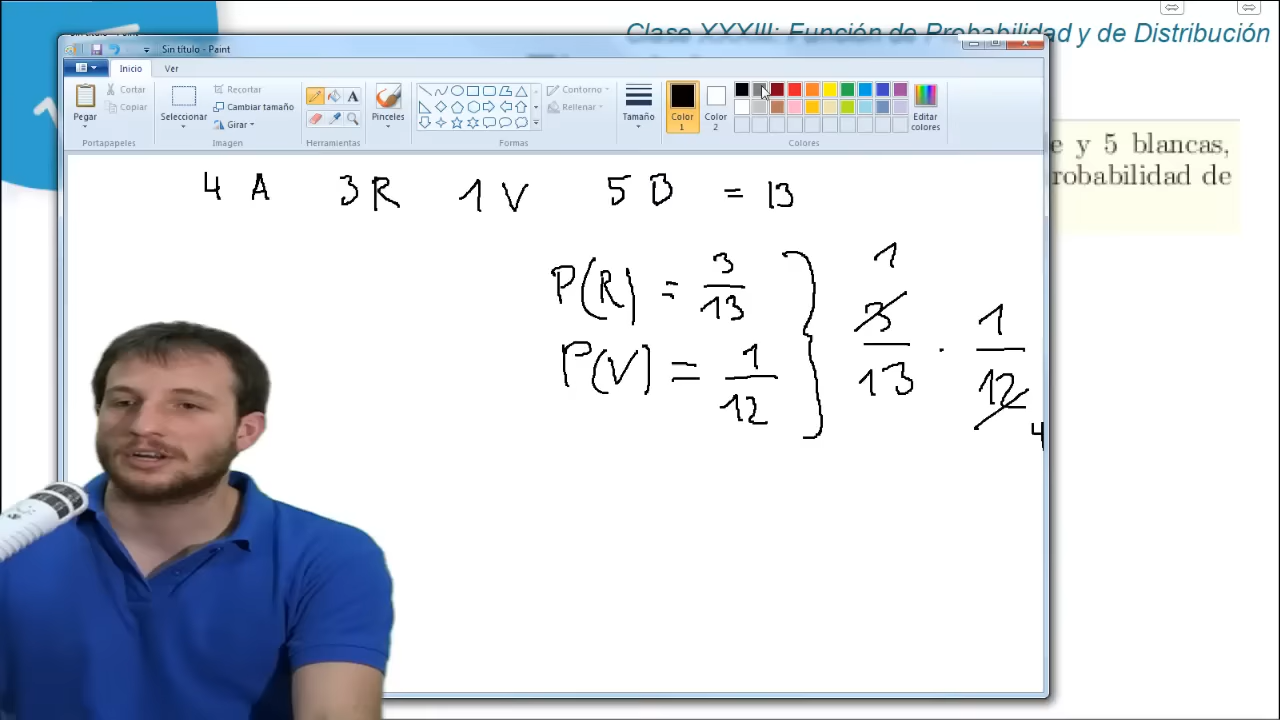 Clase XXXIII: Función de Probabilidad y de Distribución
Sin título - Paint
Inicio Ver
Pegar
Cortar
Copiar
Portapapeles
Seleccionar
Recortar
Cambiar tamaño
Girar
Imagen
A
Herramientas
Pinceles
Contorno
Rellenar
Formas
Tamaño
Color 1
Color 2
Editar colores
Colores
e y 5 blancas,
robabilidad de
4 A 3 R 1 V 5 B = 13
P(R) = 3/13
P(V) = 1/12
1
3/13 · 1/12
4